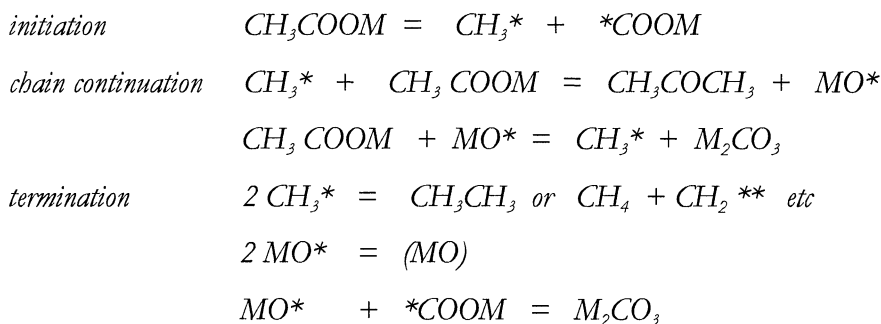 initiation CH₃COOM = CH₃* + *COOM
chain continuation CH₃* + CH₃ COOM = CH₃COCH₃ + MO*
CH₃ COOM + MO* = CH₃* + M₂CO₃
termination 2 CH₃* = CH₃CH₃ or CH₄ + CH₂ ** etc
2 MO* = (MO)
MO* + *COOM = M₂CO₃